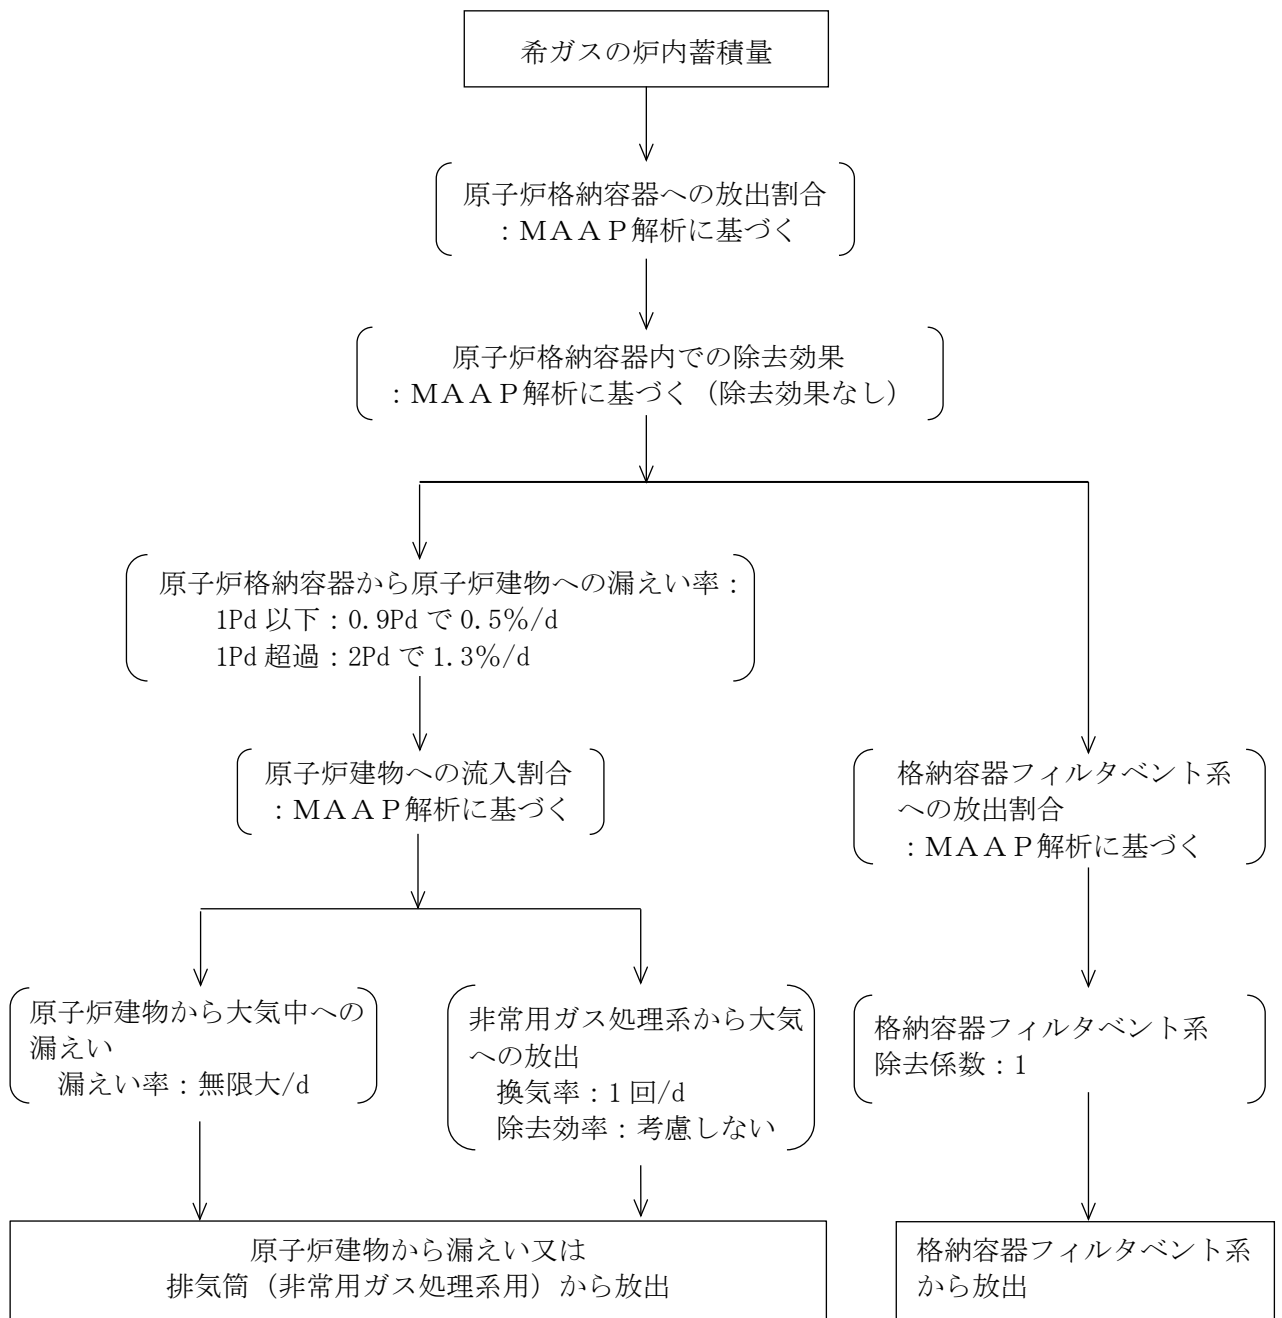 希ガスの炉内蓄積量
原子炉格納容器への放出割合
：ＭＡＡＰ解析に基づく
原子炉格納容器内での除去効果
：ＭＡＡＰ解析に基づく（除去効果なし）
原子炉格納容器から原子炉建物への漏えい率：
1Pd 以下：0.9Pd で 0.5%/d
1Pd 超過：2Pd で 1.3%/d
原子炉建物への流入割合
：ＭＡＡＰ解析に基づく
格納容器フィルタベント系
への放出割合
：ＭＡＡＰ解析に基づく
原子炉建物から大気中への
漏えい
漏えい率：無限大/d
非常用ガス処理系から大気
への放出
換気率：1 回/d
除去効率：考慮しない
格納容器フィルタベント系
除去係数：1
原子炉建物から漏えい又は
排気筒（非常用ガス処理系用）から放出
格納容器フィルタベント系
から放出